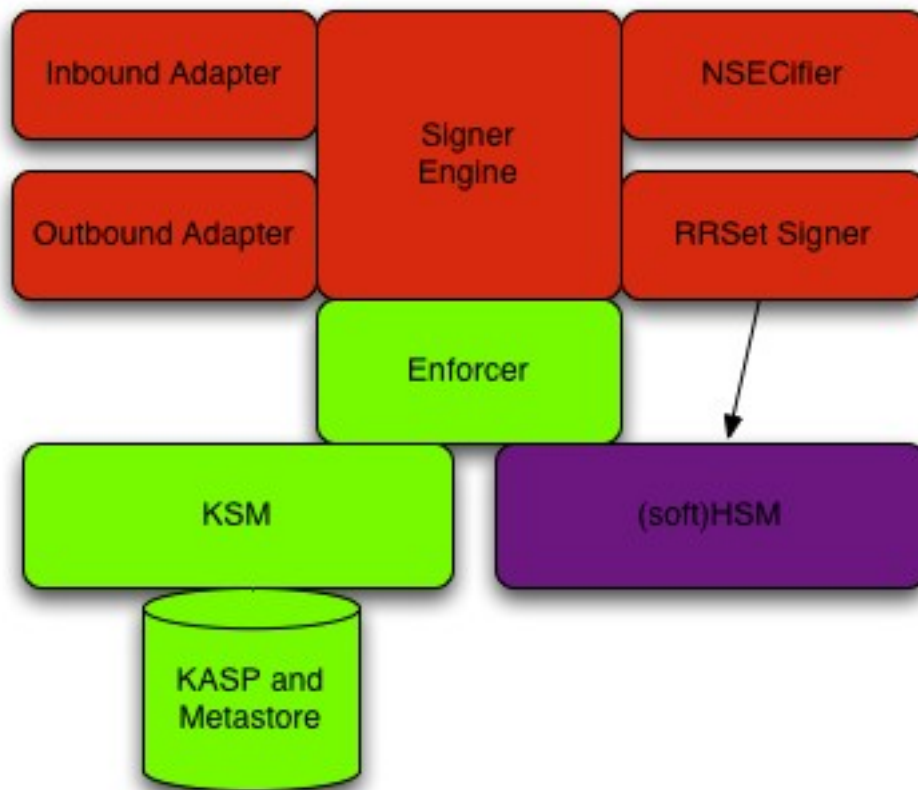 Inbound Adapter
Signer
Engine
NSECifier
Outbound Adapter
RRSet Signer
Enforcer
KSM
(soft)HSM
KASP and
Metastore